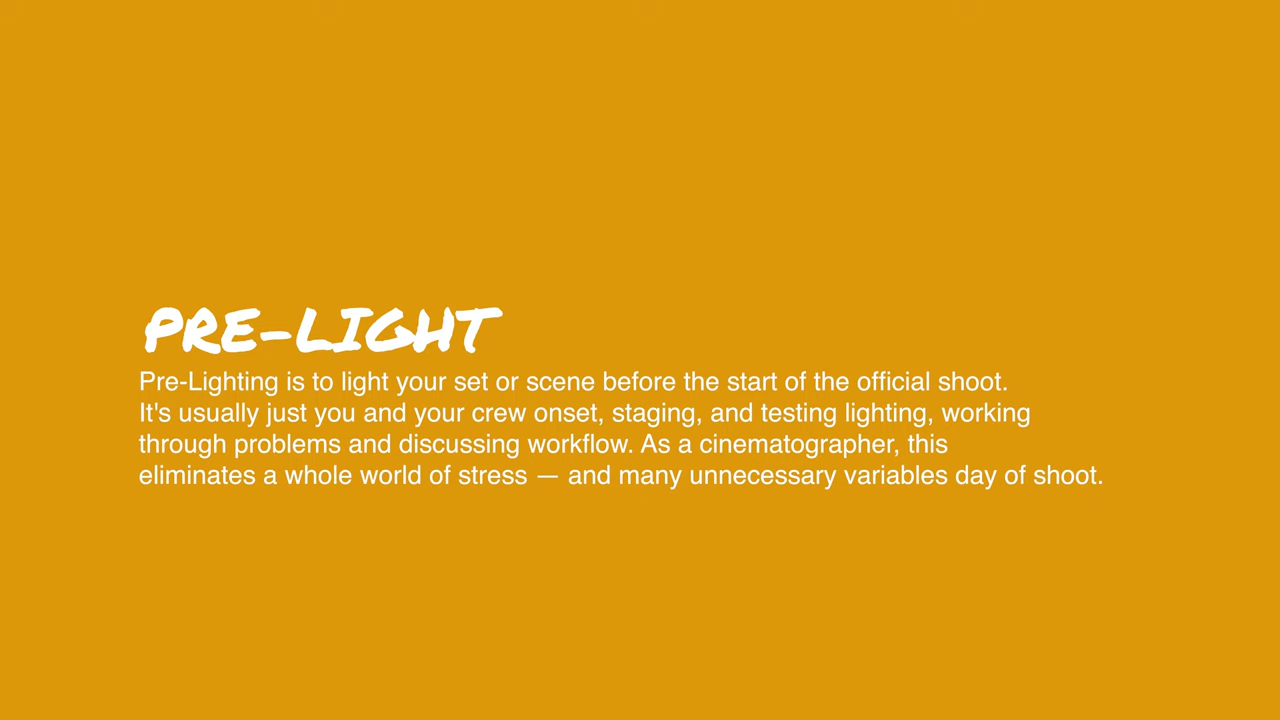 PRE-LIGHT
Pre-Lighting is to light your set or scene before the start of the official shoot.
It's usually just you and your crew onset, staging, and testing lighting, working
through problems and discussing workflow. As a cinematographer, this
eliminates a whole world of stress — and many unnecessary variables day of shoot.